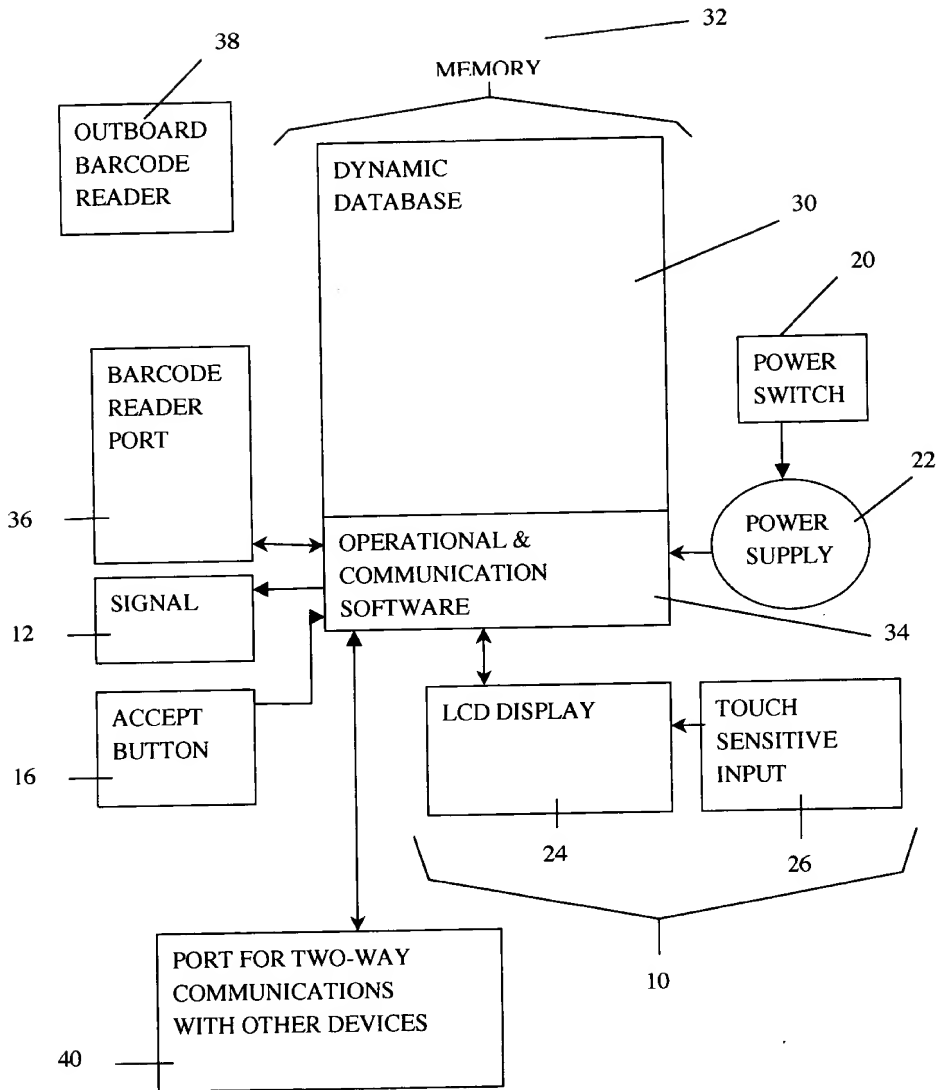 32
38
MEMORY
OUTBOARD
BARCODE
READER
DYNAMIC
DATABASE
30
20
POWER
SWITCH
BARCODE
READER
PORT
22
36
POWER
SUPPLY
OPERATIONAL &
COMMUNICATION
SOFTWARE
SIGNAL
12
34
ACCEPT
BUTTON
16
LCD DISPLAY
TOUCH
SENSITIVE
INPUT
24
26
10
PORT FOR TWO-WAY
COMMUNICATIONS
WITH OTHER DEVICES
40